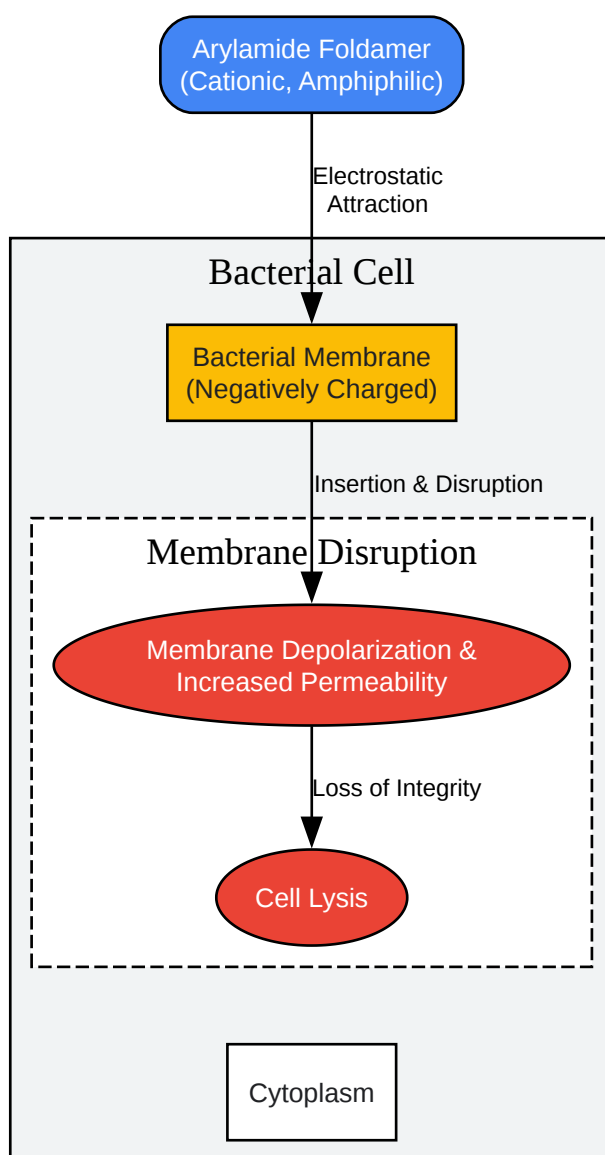 Arylamide Foldamer
(Cationic, Amphiphilic)
Electrostatic
Attraction
Bacterial Cell
Bacterial Membrane
(Negatively Charged)
Insertion & Disruption
Membrane Disruption
Membrane Depolarization &
Increased Permeability
Loss of Integrity
Cell Lysis
Cytoplasm